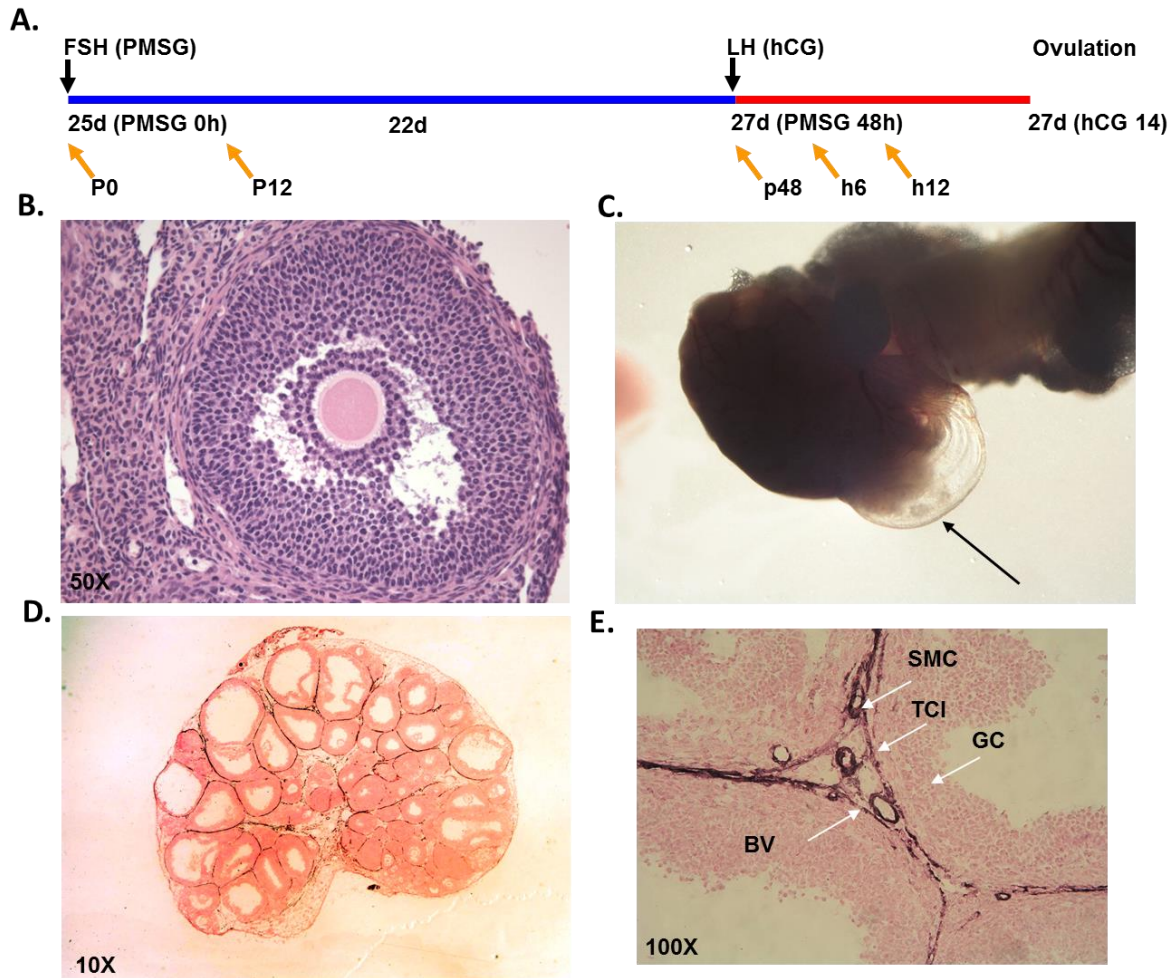 A.
FSH (PMSG) LH (hCG) Ovulation
25d (PMSG 0h) 22d 27d (PMSG 48h) 27d (hCG 14)
P0 P12 p48 h6 h12
B. C.
50X
D. E.
SMC
TCI
GC
BV
10X 100X